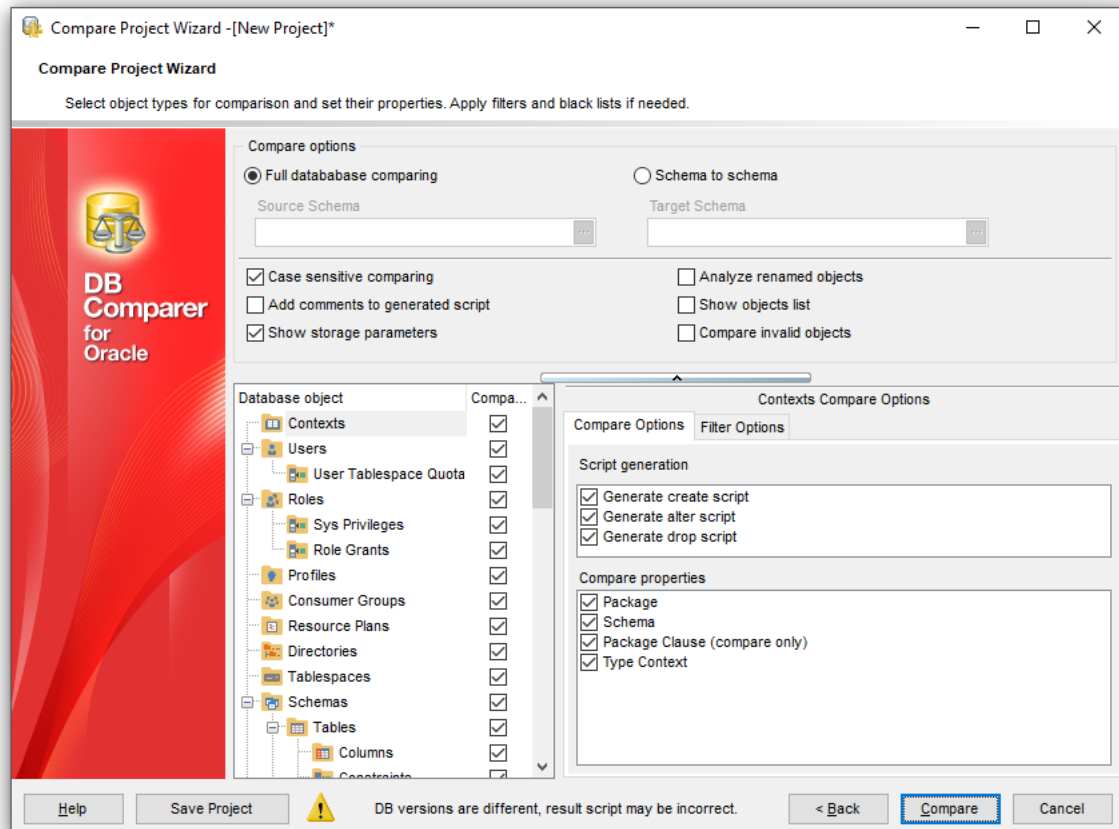 Compare Project Wizard -[New Project]*
Compare Project Wizard
Select object types for comparison and set their properties. Apply filters and black lists if needed.
DB
Comparer
for
Oracle
Compare options
Full datababase comparing
Schema to schema
Source Schema
Target Schema
...
...
Case sensitive comparing
Analyze renamed objects
Add comments to generated script
Show objects list
Show storage parameters
Compare invalid objects
Database object
Compa...
Contexts
Users
User Tablespace Quota
Roles
Sys Privileges
Role Grants
Profiles
Consumer Groups
Resource Plans
Directories
Tablespaces
Schemas
Tables
Columns
Constraints
Contexts Compare Options
Compare Options
Filter Options
Script generation
Generate create script
Generate alter script
Generate drop script
Compare properties
Package
Schema
Package Clause (compare only)
Type Context
Help
Save Project
DB versions are different, result script may be incorrect.
< Back
Compare
Cancel